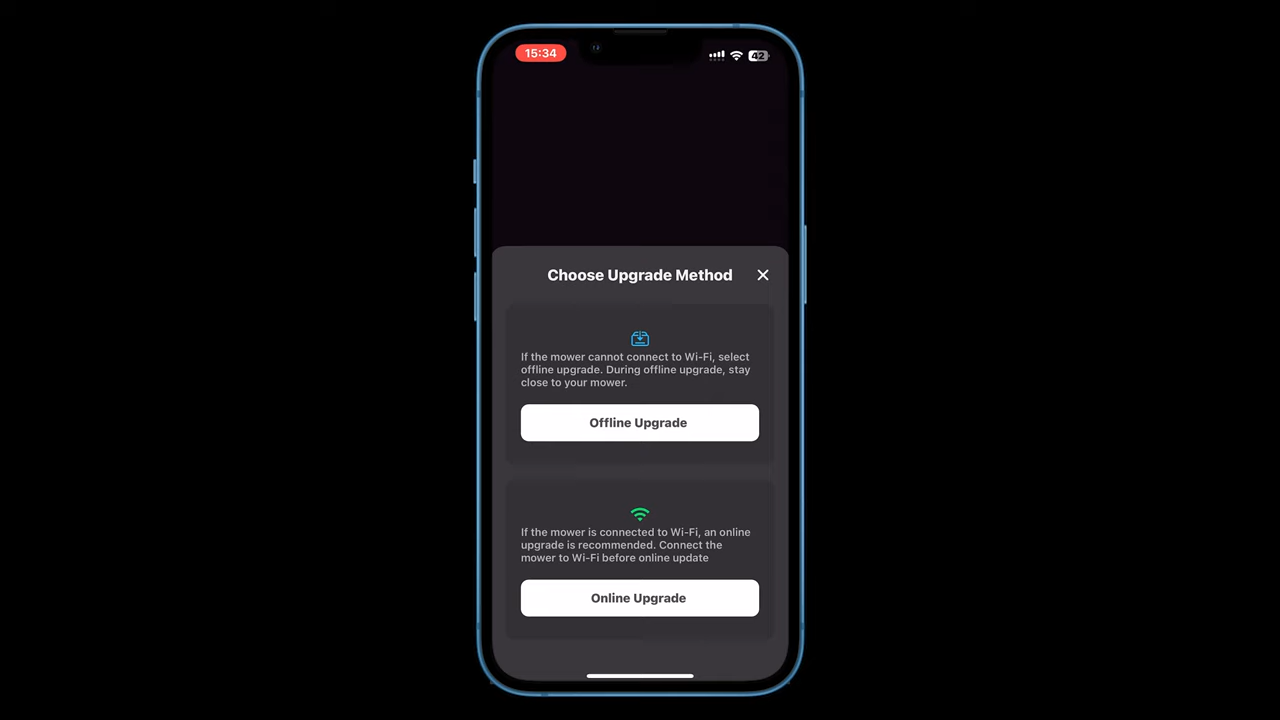 15:34
42
Choose Upgrade Method
If the mower cannot connect to Wi-Fi, select
offline upgrade. During offline upgrade, stay
close to your mower.
Offline Upgrade
If the mower is connected to Wi-Fi, an online
upgrade is recommended. Connect the
mower to Wi-Fi before online update
Online Upgrade